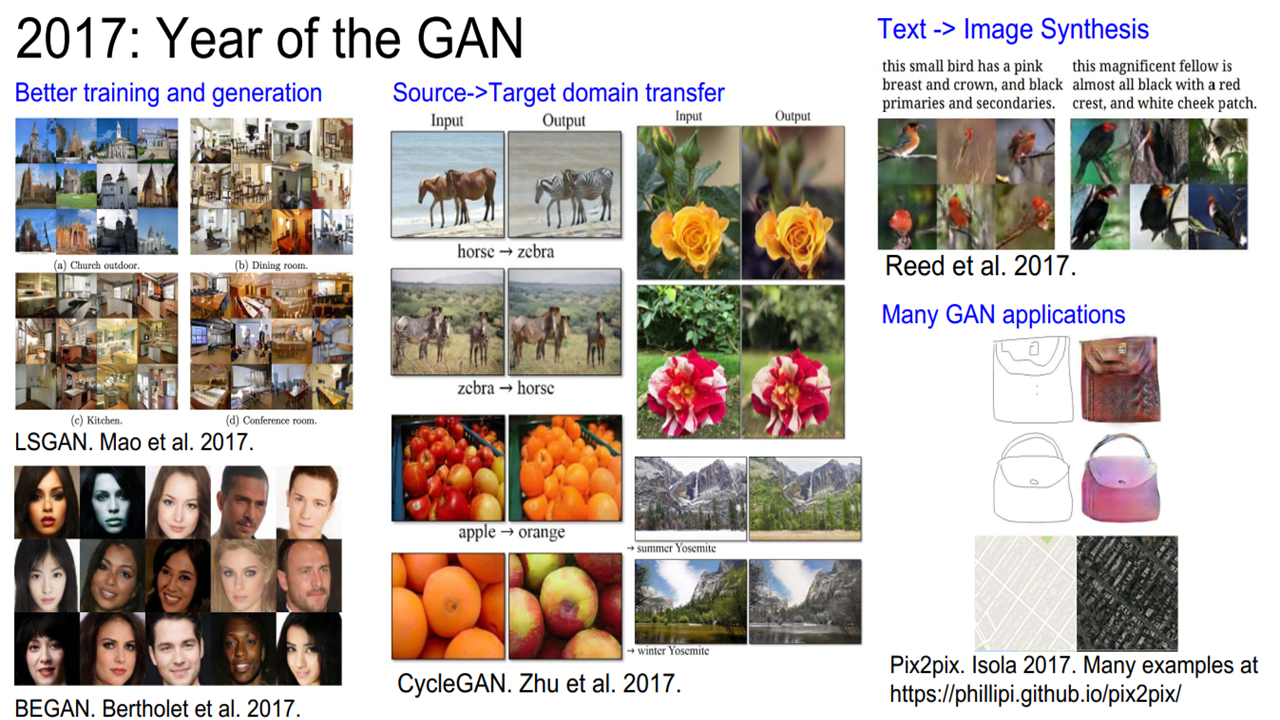 2017: Year of the GAN
Better training and generation
(a) Church outdoor.
(b) Dining room.
(c) Kitchen.
(d) Conference room.
LSGAN. Mao et al. 2017.
BEGAN. Bertholet et al. 2017.
Source->Target domain transfer
Input
Output
horse → zebra
zebra → horse
apple → orange
Input
Output
→ summer Yosemite
→ winter Yosemite
CycleGAN. Zhu et al. 2017.
Text -> Image Synthesis
this small bird has a pink
breast and crown, and black
primaries and secondaries.
this magnificent fellow is
almost all black with a red
crest, and white cheek patch.
Reed et al. 2017.
Many GAN applications
Pix2pix. Isola 2017. Many examples at
https://phillipi.github.io/pix2pix/